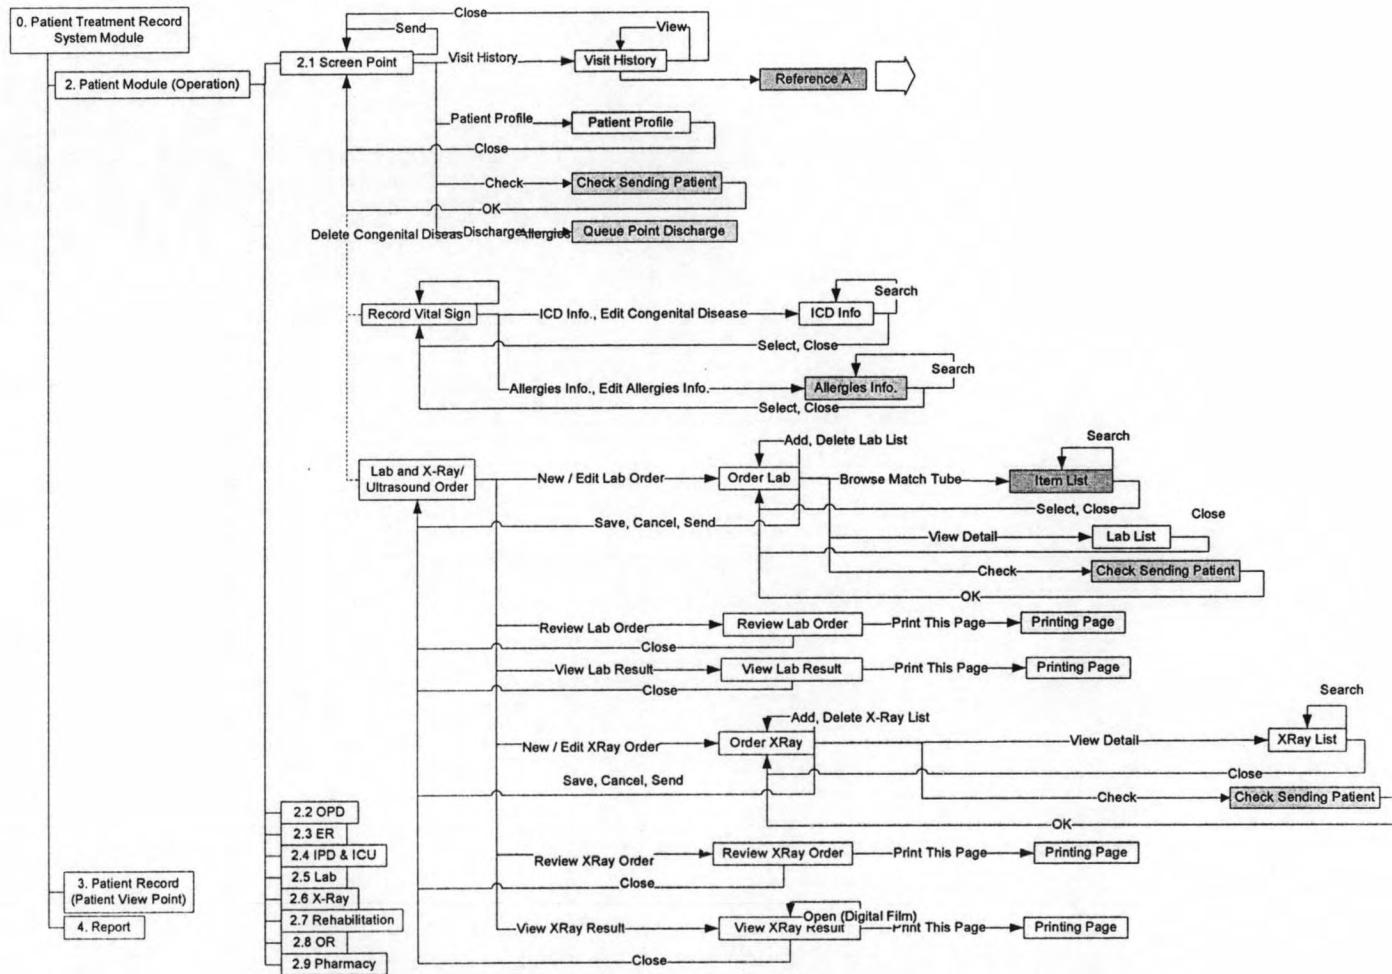 0. Patient Treatment Record
System Module
Close
Send
View
2. Patient Module (Operation)
2.1 Screen Point
Visit History
Visit History
Reference A
Patient Profile
Patient Profile
Close
Check
Check Sending Patient
OK
Delete Congenital Diseas
Discharge
Allergies
Queue Point Discharge
Record Vital Sign
ICD Info., Edit Congenital Disease
ICD Info
Search
Select, Close
Allergies Info., Edit Allergies Info.
Allergies Info.
Search
Select, Close
Lab and X-Ray/
Ultrasound Order
New / Edit Lab Order
Add, Delete Lab List
Order Lab
Browse Match Tube
Search
Item List
Select, Close
Save, Cancel, Send
Close
View Detail
Lab List
Check
Check Sending Patient
OK
Review Lab Order
Review Lab Order
Print This Page
Printing Page
Close
View Lab Result
View Lab Result
Print This Page
Printing Page
Close
Search
Add, Delete X-Ray List
New / Edit XRay Order
Order XRay
View Detail
XRay List
Close
Save, Cancel, Send
Check
Check Sending Patient
OK
Review XRay Order
Review XRay Order
Print This Page
Printing Page
Close
Open (Digital Film)
View XRay Result
View XRay Result
Print This Page
Printing Page
Close
2.2 OPD
2.3 ER
2.4 IPD & ICU
2.5 Lab
2.6 X-Ray
2.7 Rehabilitation
2.8 OR
2.9 Pharmacy
3. Patient Record
(Patient View Point)
4. Report